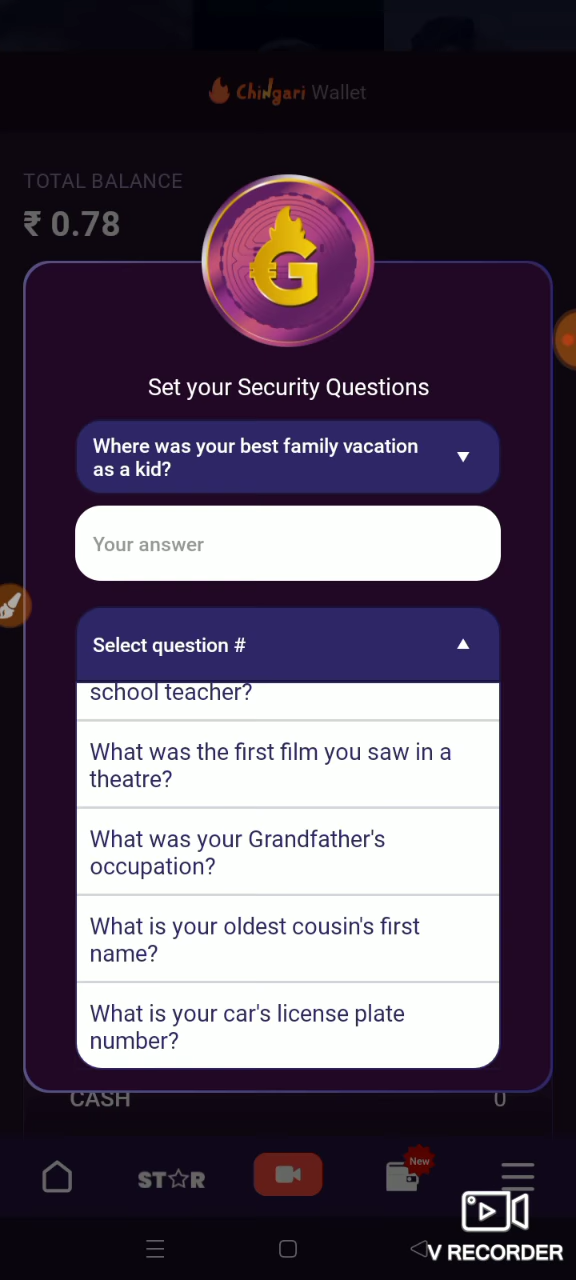 Chingari Wallet
TOTAL BALANCE
₹ 0.78
G
Set your Security Questions
Where was your best family vacation
as a kid?
Your answer
Select question #
school teacher?
What was the first film you saw in a
theatre?
What was your Grandfather's
occupation?
What is your oldest cousin's first
name?
What is your car's license plate
number?
CASH 0
ST☆R
New
V RECORDER